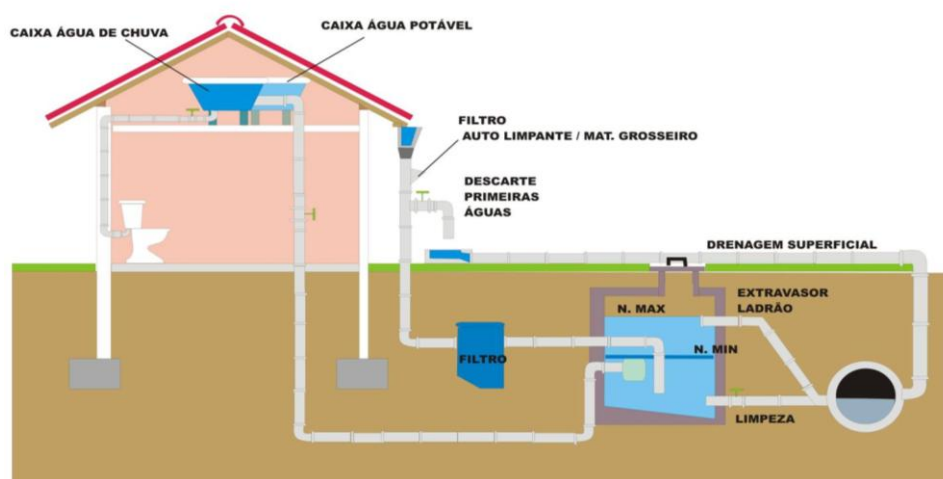 CAIXA ÁGUA DE CHUVA
CAIXA ÁGUA POTÁVEL
FILTRO
AUTO LIMPANTE / MAT. GROSSEIRO
DESCARTE
PRIMEIRAS
ÁGUAS
DRENAGEM SUPERFICIAL
N. MAX
EXTRAVASOR
LADRÃO
N. MIN
FILTRO
LIMPEZA